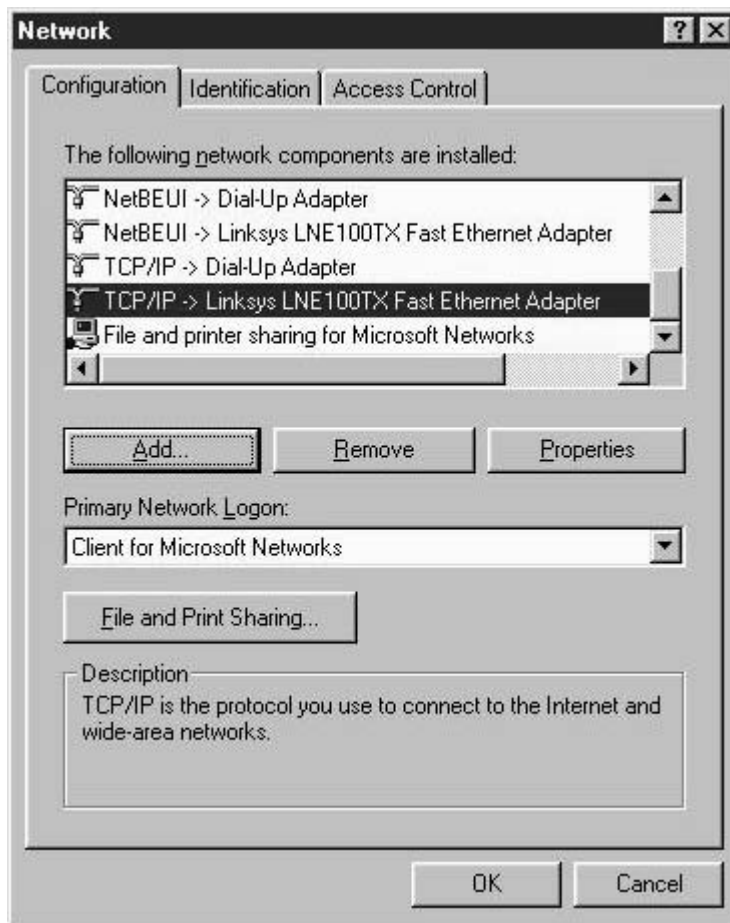 Network
Configuration Identification Access Control
The following network components are installed:
NetBEUI -> Dial-Up Adapter
NetBEUI -> Linksys LNE100TX Fast Ethernet Adapter
TCP/IP -> Dial-Up Adapter
TCP/IP -> Linksys LNE100TX Fast Ethernet Adapter
File and printer sharing for Microsoft Networks
Add... Remove Properties
Primary Network Logon:
Client for Microsoft Networks
File and Print Sharing...
Description
TCP/IP is the protocol you use to connect to the Internet and
wide-area networks.
OK Cancel